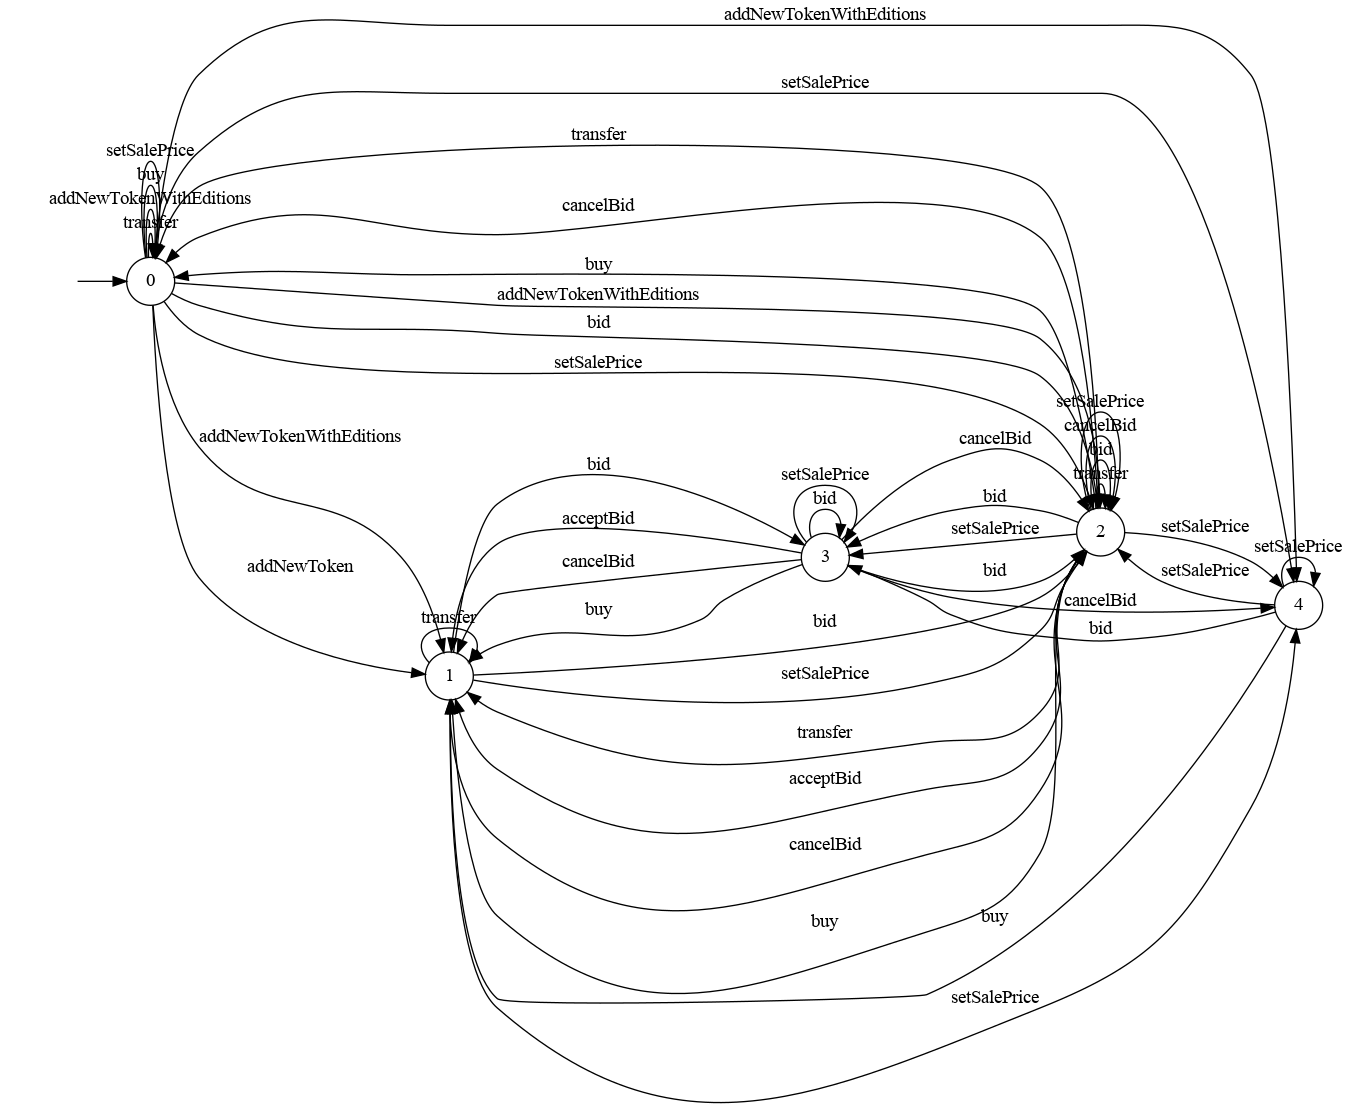 addNewTokenWithEditions
setSalePrice
transfer
setSalePrice
buy
addNewTokenWithEditions
transfer
cancelBid
buy
0
addNewTokenWithEditions
bid
setSalePrice
setSalePrice
cancelBid
bid
transfer
addNewTokenWithEditions
cancelBid
bid
setSalePrice
bid
bid
acceptBid
setSalePrice
setSalePrice
2
setSalePrice
3
cancelBid
addNewToken
bid
setSalePrice
cancelBid
4
buy
transfer
bid
bid
1
setSalePrice
transfer
acceptBid
cancelBid
buy
buy
setSalePrice